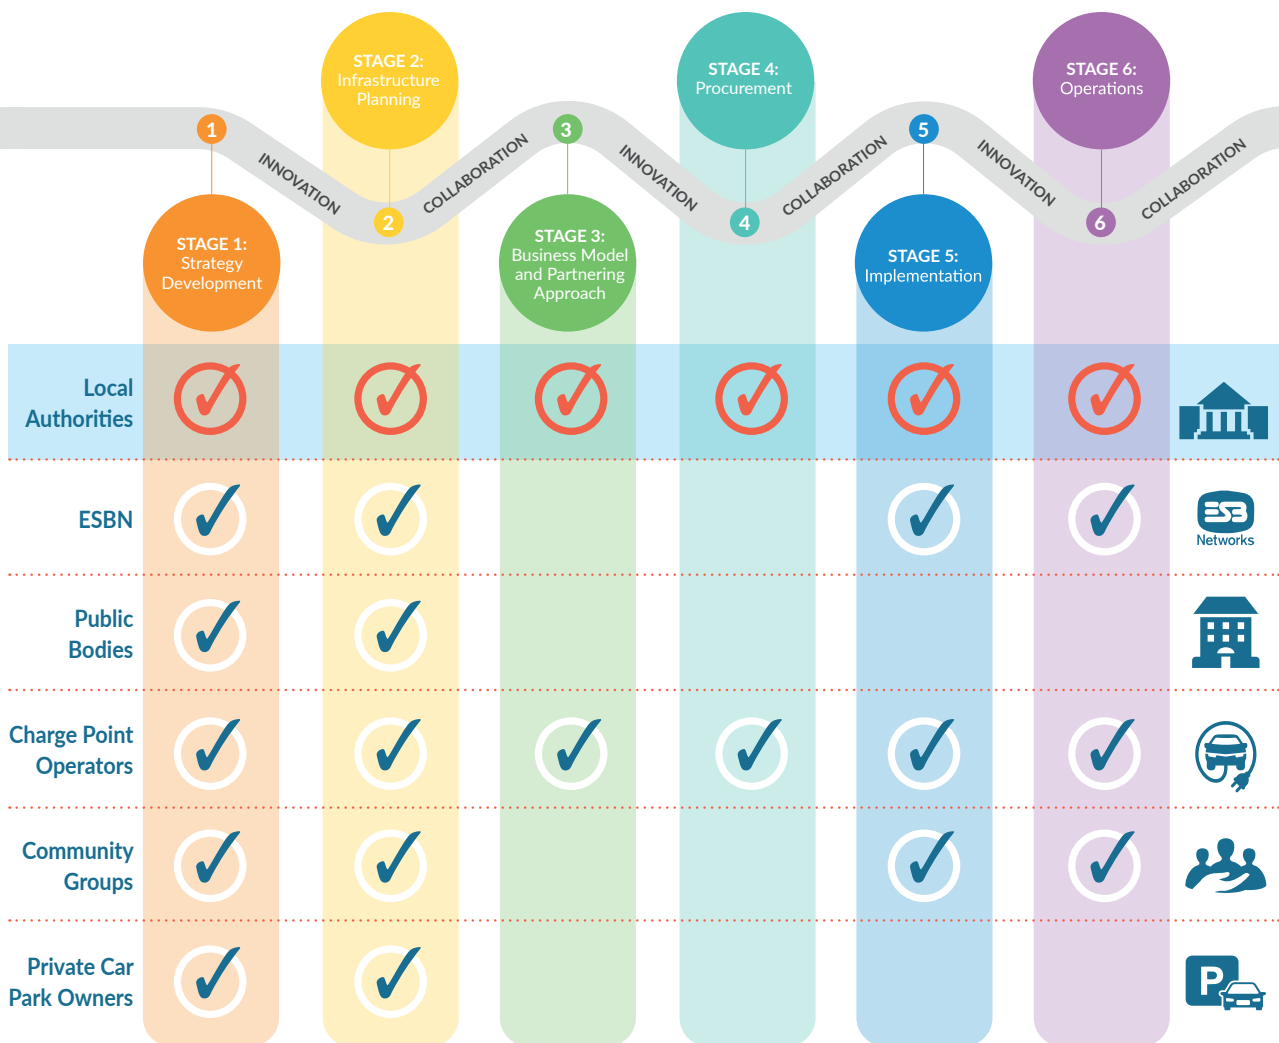 STAGE 2:
Infrastructure
Planning
STAGE 4:
Procurement
STAGE 6:
Operations
1
INNOVATION
2
COLLABORATION
3
INNOVATION
4
COLLABORATION
5
INNOVATION
6
COLLABORATION
STAGE 1:
Strategy
Development
STAGE 3:
Business Model
and Partnering
Approach
STAGE 5:
Implementation
Local
Authorities
ESBN
ESB
Networks
Public
Bodies
Charge Point
Operators
Community
Groups
Private Car
Park Owners
P